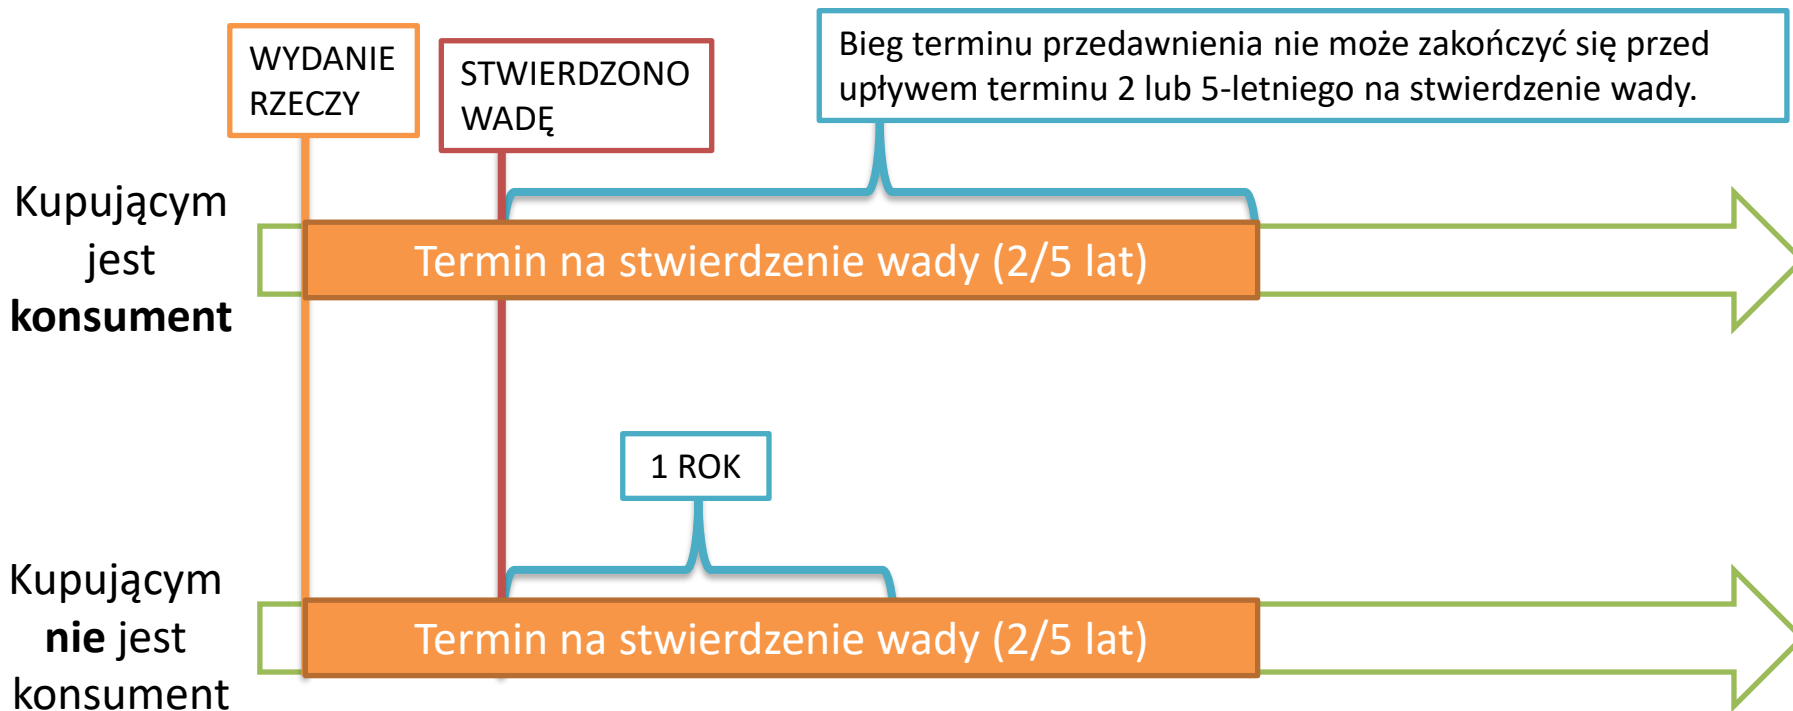 WYDANIE
RZECZY
STWIERDZONO
WADĘ
Bieg terminu przedawnienia nie może zakończyć się przed
upływem terminu 2 lub 5-letniego na stwierdzenie wady.
Kupującym
jest
konsument
Termin na stwierdzenie wady (2/5 lat)
1 ROK
Kupującym
nie jest
konsument
Termin na stwierdzenie wady (2/5 lat)